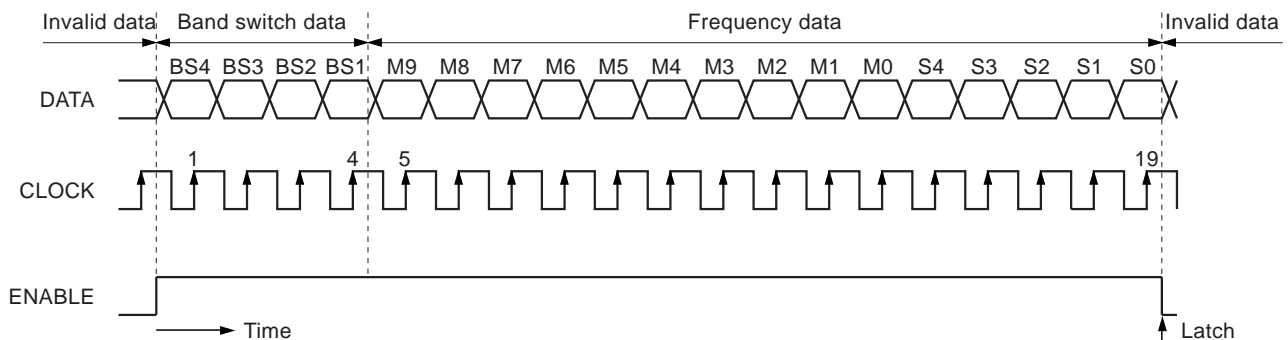 Invalid data Band switch data Frequency data Invalid data
BS4 BS3 BS2 BS1 M9 M8 M7 M6 M5 M4 M3 M2 M1 M0 S4 S3 S2 S1 S0
DATA
1 4 5 19
CLOCK
ENABLE
Time Latch